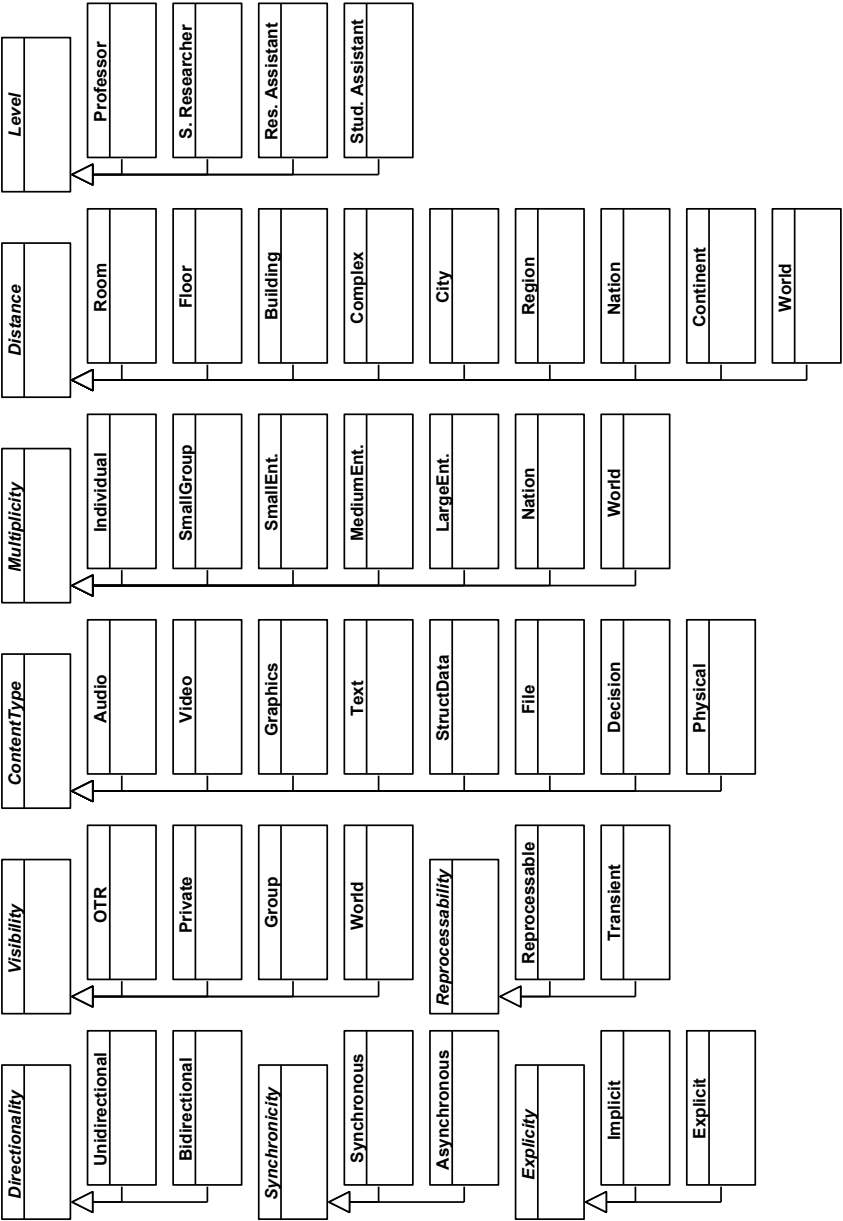 Directionality
Unidirectional
Bidirectional
Synchronicity
Synchronous
Asynchronous
Explicity
Implicit
Explicit
Visibility
OTR
Private
Group
World
Reprocessability
Reprocessable
Transient
ContentType
Audio
Video
Graphics
Text
StructData
File
Decision
Physical
Multiplicity
Individual
SmallGroup
SmallEnt.
MediumEnt.
LargeEnt.
Nation
World
Distance
Room
Floor
Building
Complex
City
Region
Nation
Continent
World
Level
Professor
S. Researcher
Res. Assistant
Stud. Assistant